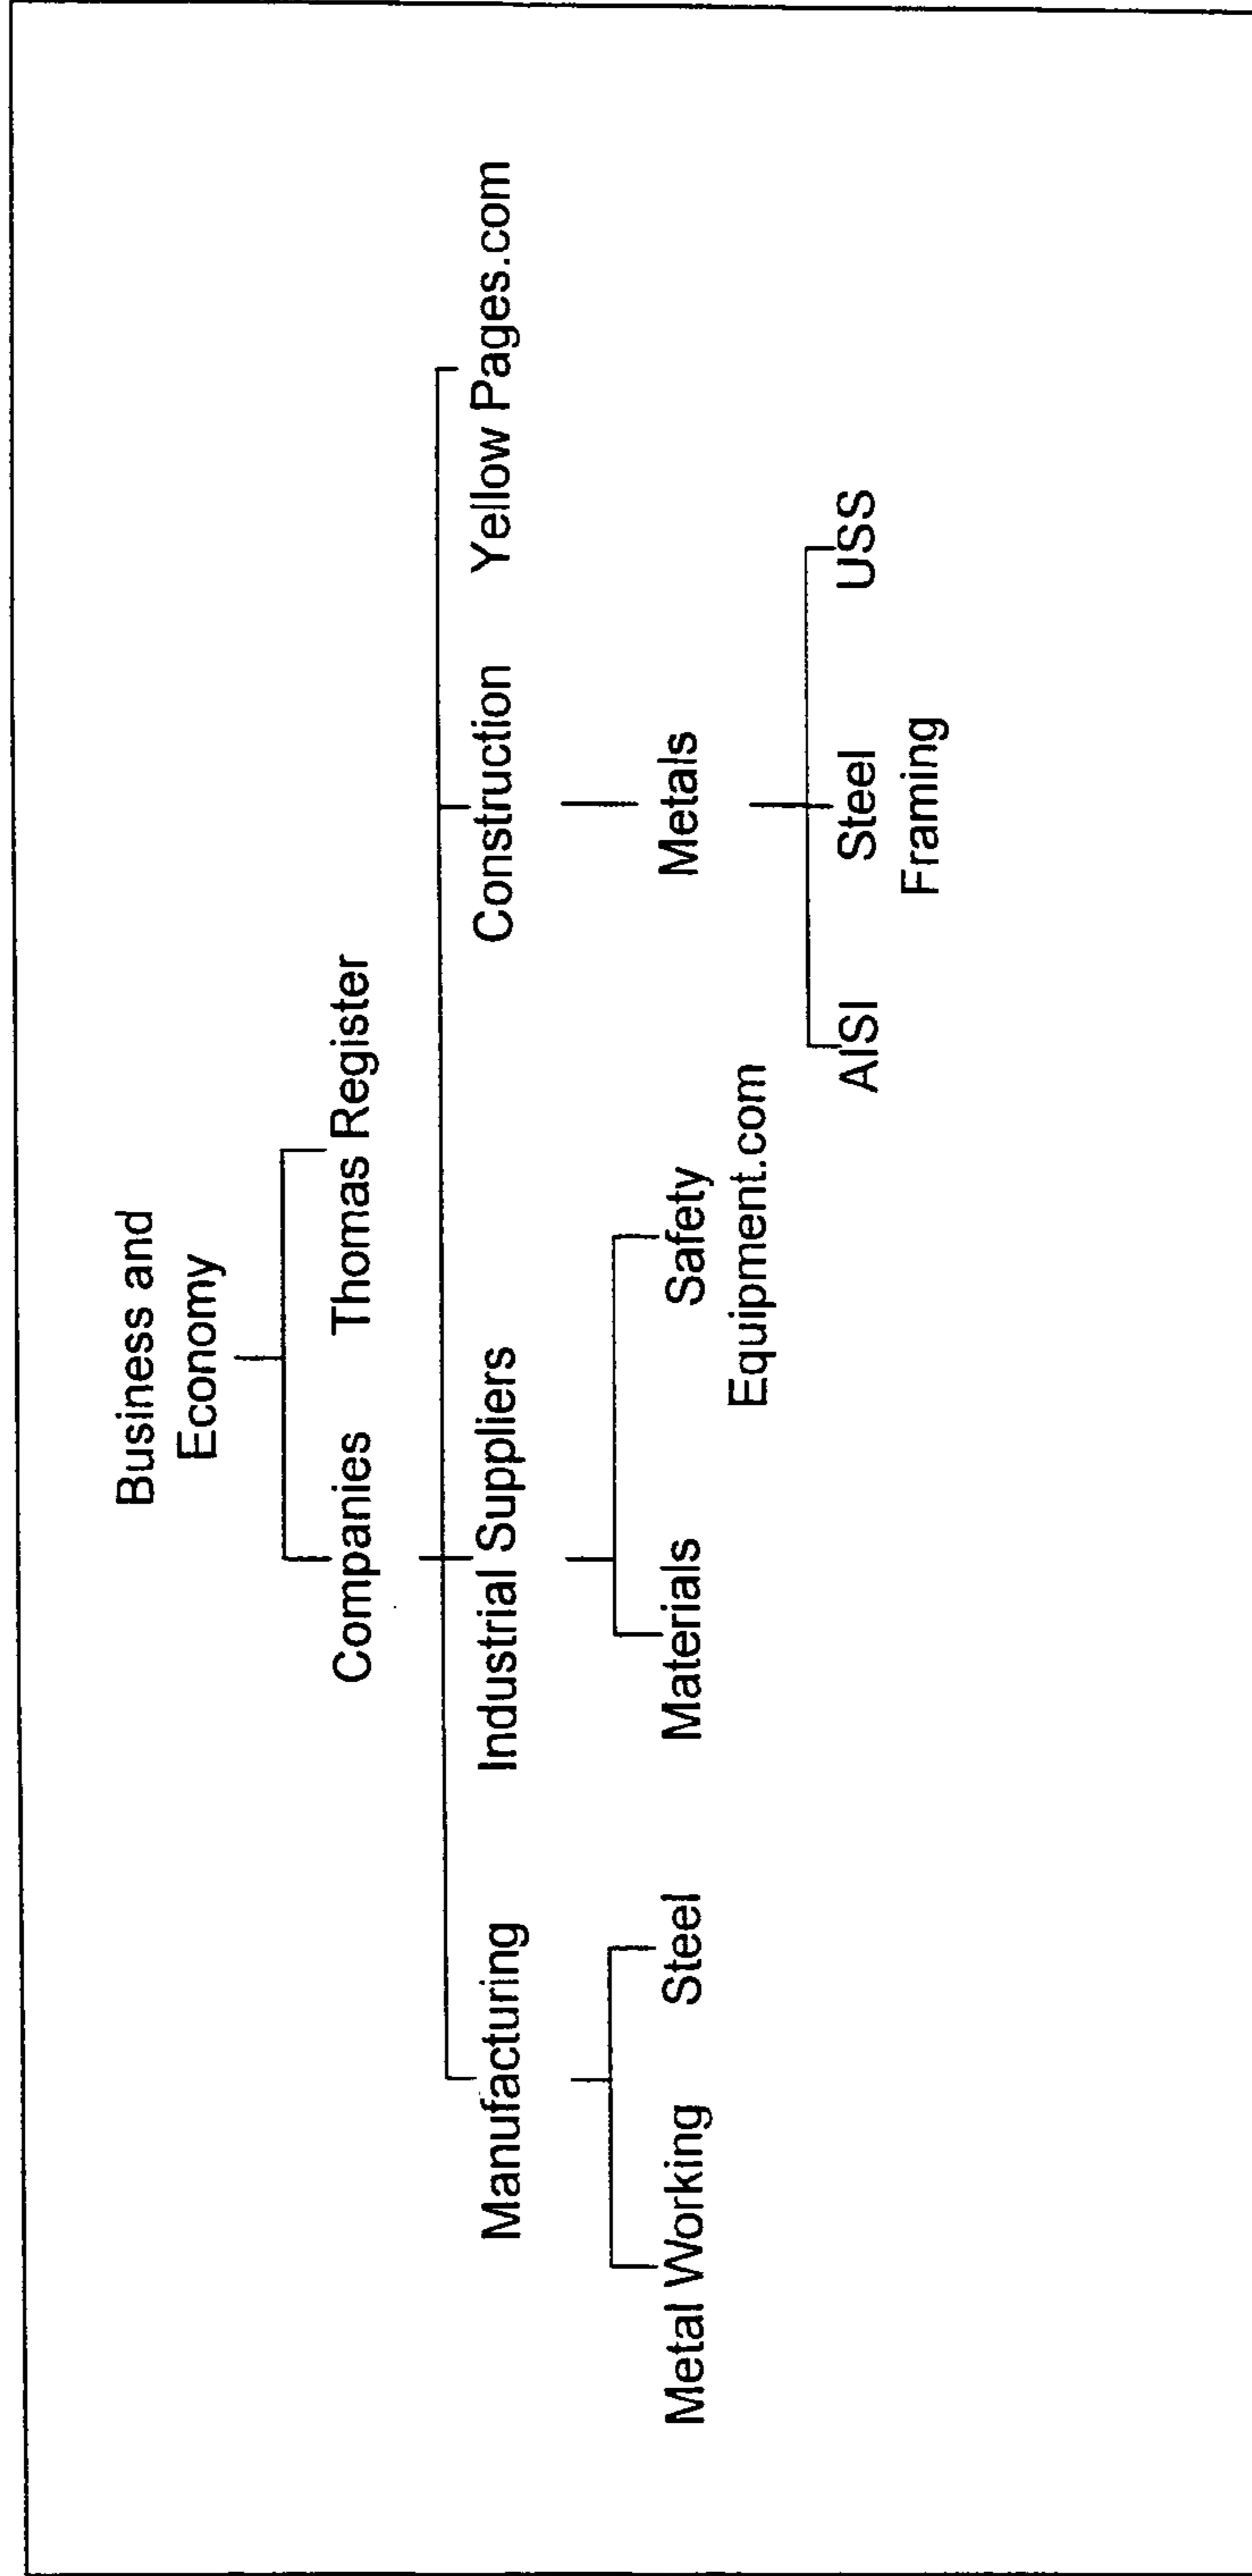 Business and
Economy
Companies Thomas Register
Manufacturing Industrial Suppliers Construction Yellow Pages.com
Metal Working Steel Materials Safety Metals
Equipment.com
AISI Steel USS
Framing